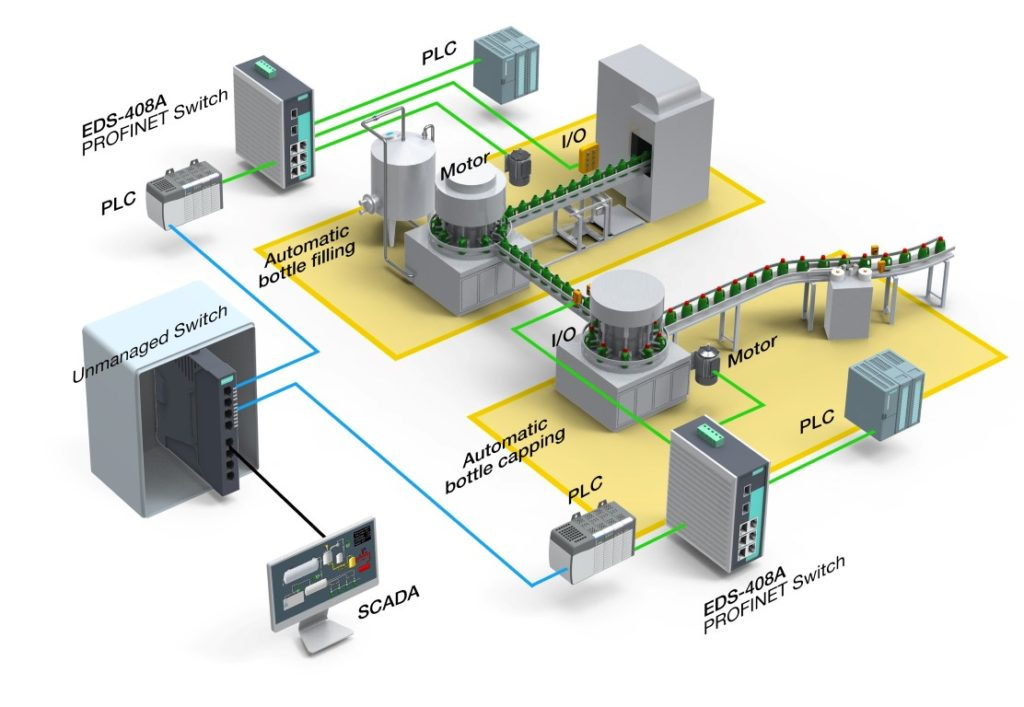 PLC
EDS-408A
PROFINET Switch
PLC
Motor
I/O
Automatic
bottle filling
Unmanaged Switch
I/O
Motor
PLC
Automatic
bottle capping
PLC
SCADA
EDS-408A
PROFINET Switch